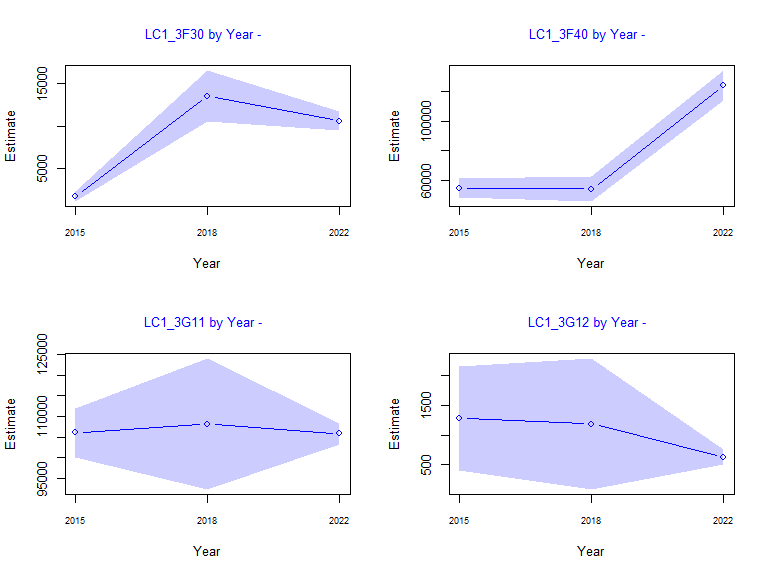 LC1_3F30 by Year -
Estimate
15000
5000
2015
2018
2022
Year
LC1_3F40 by Year -
Estimate
100000
60000
2015
2018
2022
Year
LC1_3G11 by Year -
Estimate
125000
110000
95000
2015
2018
2022
Year
LC1_3G12 by Year -
Estimate
1500
500
2015
2018
2022
Year